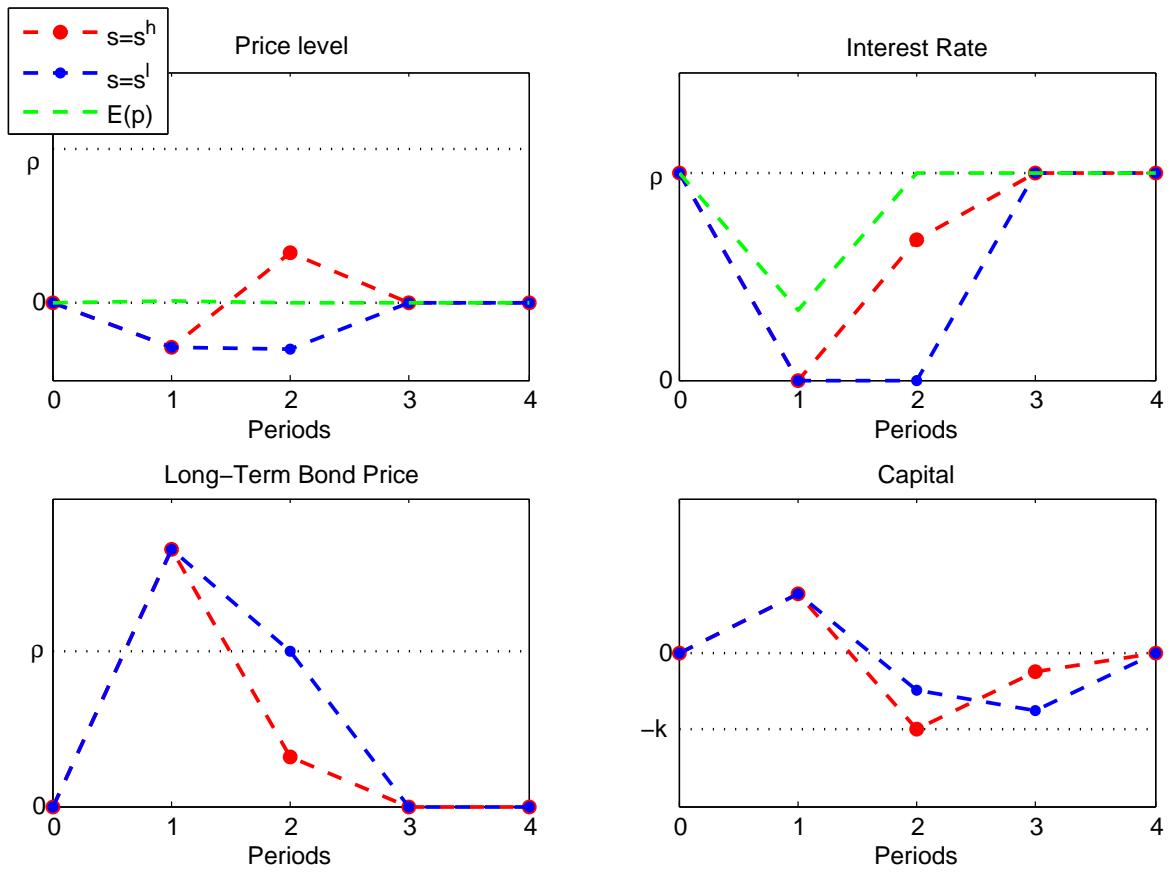 s=s^h
s=s^l
E(p)
Price level
ρ
0
0 1 2 3 4
Periods
Interest Rate
ρ
0
0 1 2 3 4
Periods
Long−Term Bond Price
ρ
0
0 1 2 3 4
Periods
Capital
0
−k
0 1 2 3 4
Periods